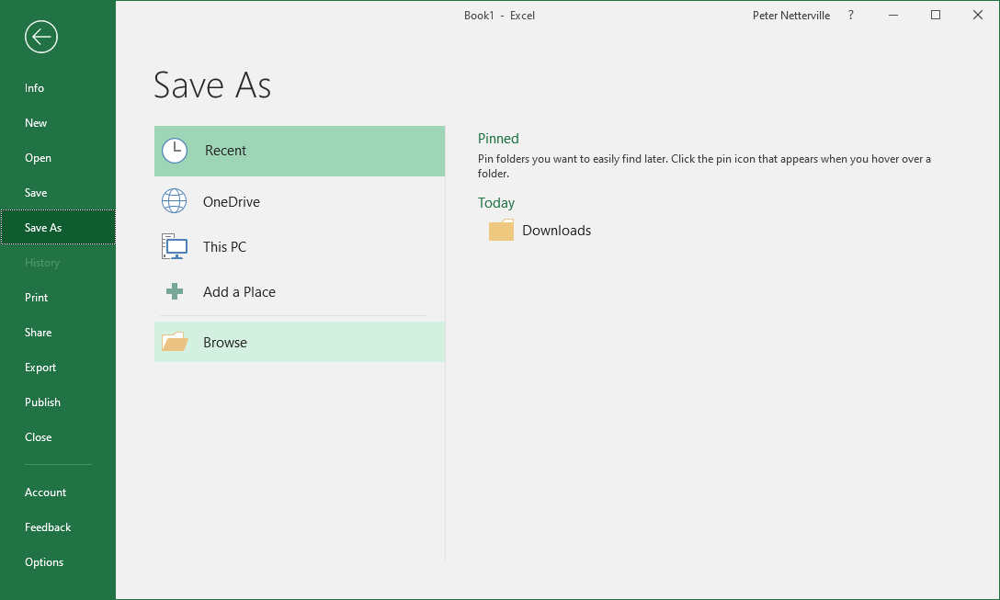 Book1 - Excel
Peter Netterville
?
Info
New
Open
Save
Save As
History
Print
Share
Export
Publish
Close
Account
Feedback
Options
Save As
Recent
OneDrive
This PC
Add a Place
Browse
Pinned
Pin folders you want to easily find later. Click the pin icon that appears when you hover over a
folder.
Today
Downloads